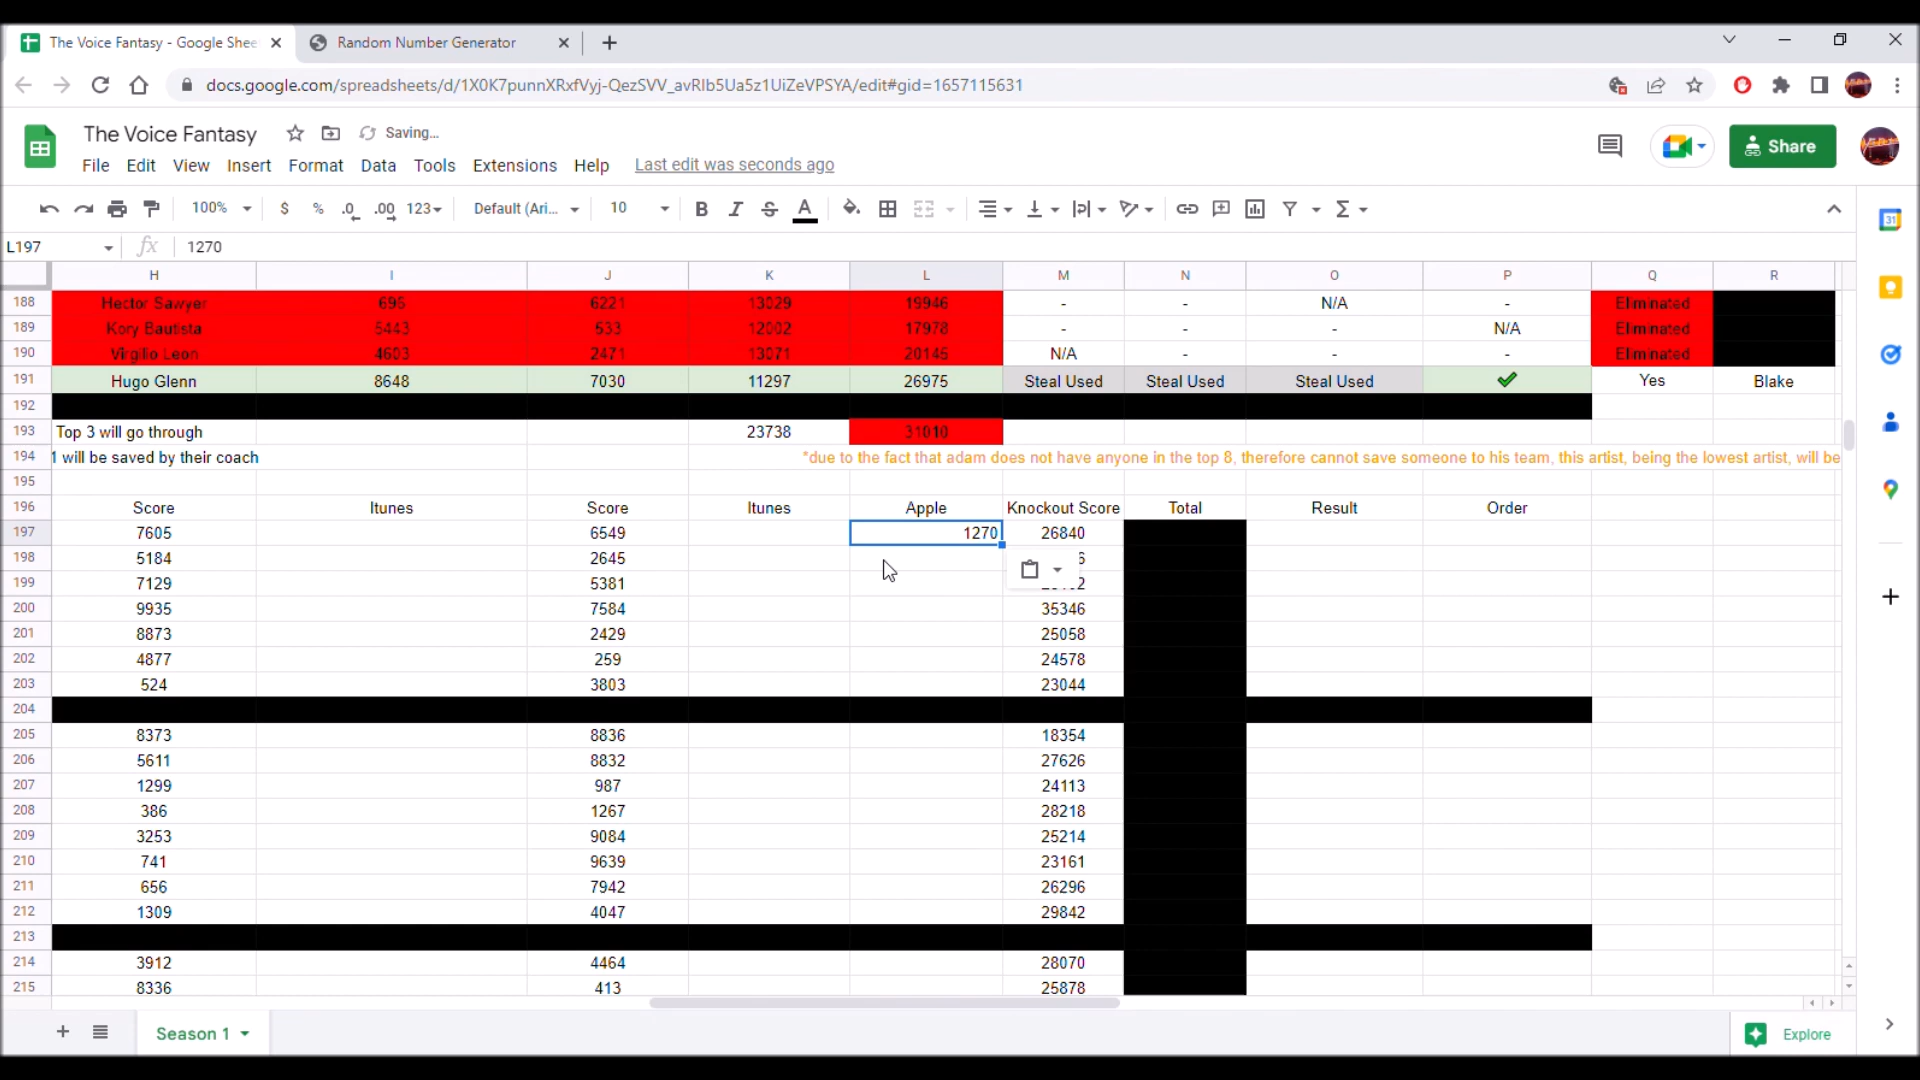 The Voice Fantasy - Google Shee
Random Number Generator
docs.google.com/spreadsheets/d/1X0K7punnXRxfVyj-QezSVV_avRIb5Ua5z1UiZeVPSYA/edit#gid=1657115631
The Voice Fantasy Saving...
File Edit View Insert Format Data Tools Extensions Help Last edit was seconds ago
Share
100% $ % .0 .00 123 Default (Ari... 10 B I S A
L197 fx 1270
H I J K L M N O P Q R
188 Hector Sawyer 695 6221 13029 19946 - - N/A - Eliminated
189 Kory Bautista 5443 533 12002 17978 - - - N/A Eliminated
190 Virgilio Leon 4603 2471 13071 20145 N/A - - - Eliminated
191 Hugo Glenn 8648 7030 11297 26975 Steal Used Steal Used Steal Used Yes Blake
192
193 Top 3 will go through 23738 31010
194 1 will be saved by their coach *due to the fact that adam does not have anyone in the top 8, therefore cannot save someone to his team, this artist, being the lowest artist, will be
195
196 Score Itunes Score Itunes Apple Knockout Score Total Result Order
197 7605 6549 1270 26840
198 5184 2645 6
199 7129 5381 2
200 9935 7584 35346
201 8873 2429 25058
202 4877 259 24578
203 524 3803 23044
204
205 8373 8836 18354
206 5611 8832 27626
207 1299 987 24113
208 386 1267 28218
209 3253 9084 25214
210 741 9639 23161
211 656 7942 26296
212 1309 4047 29842
213
214 3912 4464 28070
215 8336 413 25878
Season 1
Explore